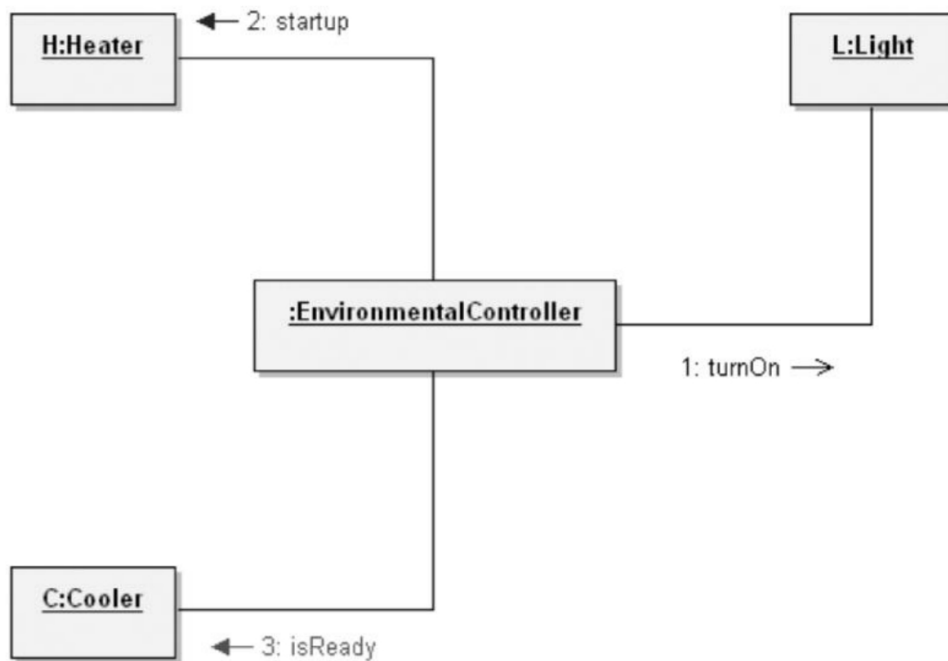 2: startup
H:Heater
L:Light
:EnvironmentalController
1: turnOn
C:Cooler
3: isReady